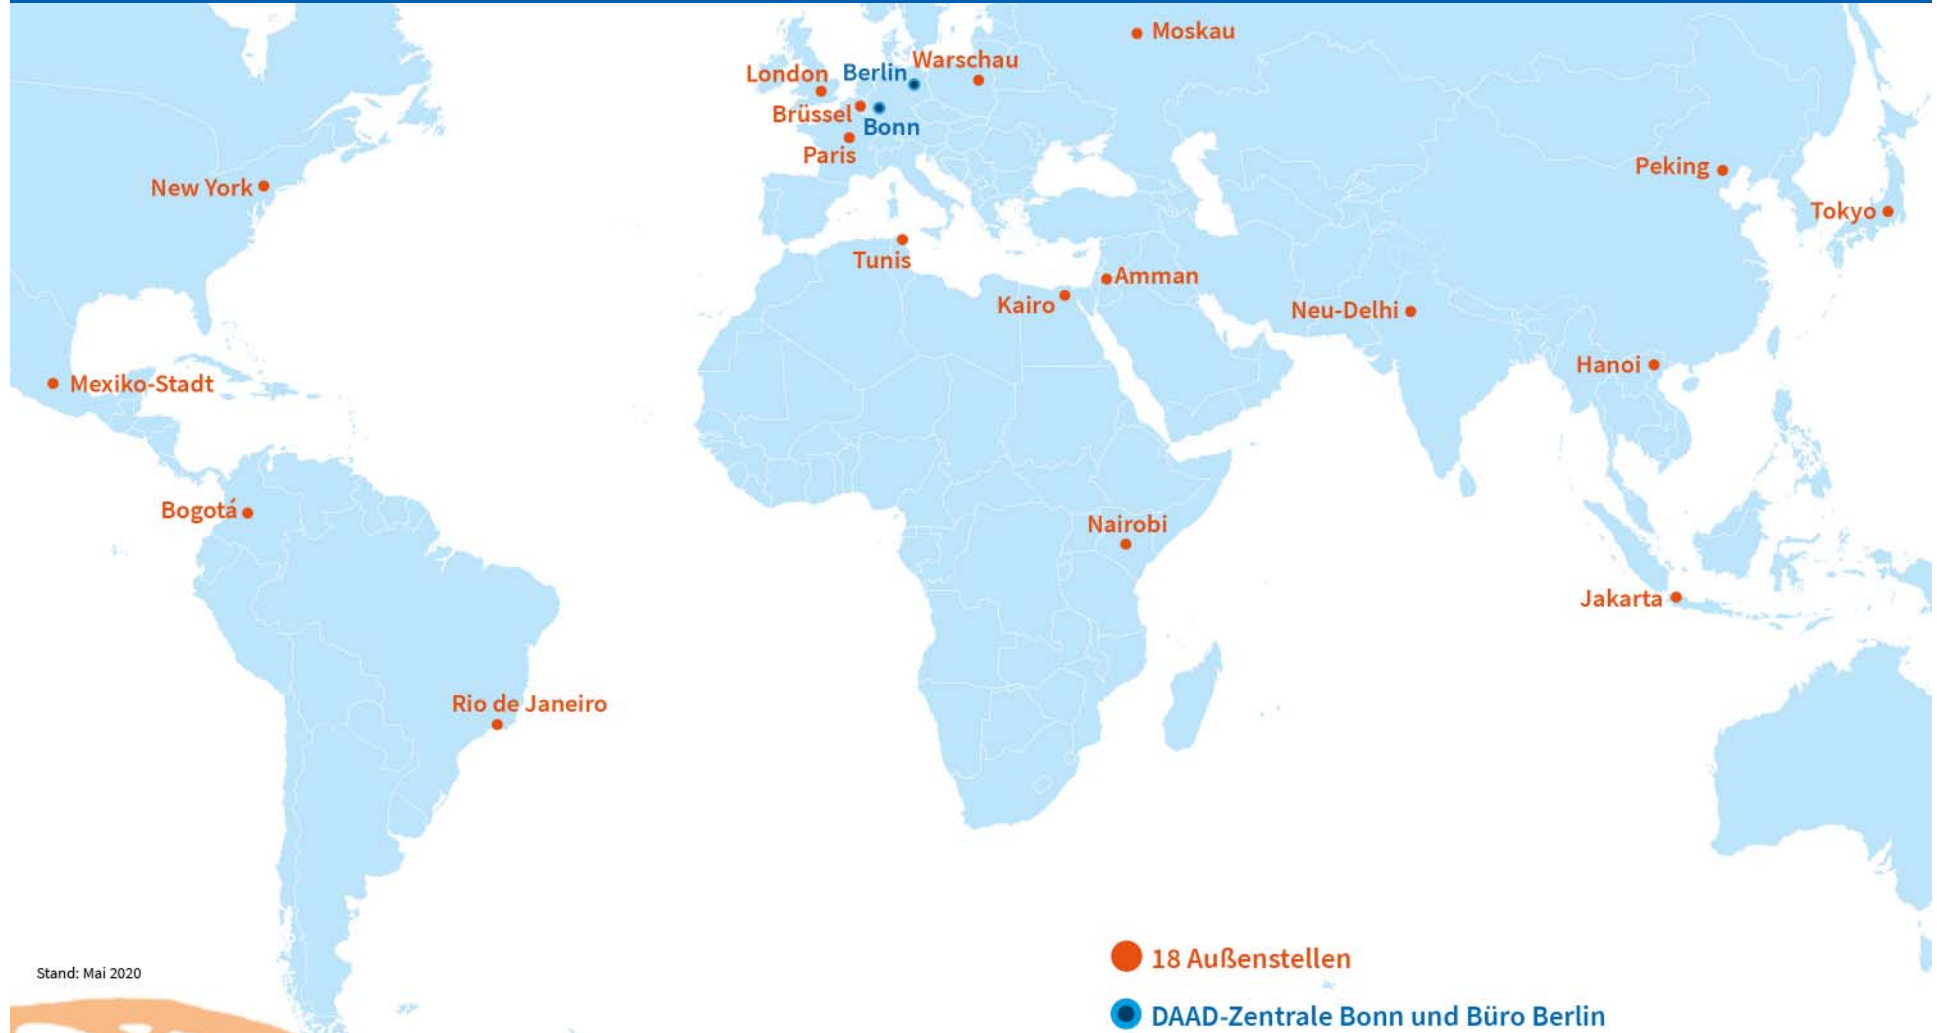 Moskau
Warschau
London
Berlin
Brüssel
Bonn
Paris
Peking
New York
Tokyo
Tunis
Amman
Kairo
Neu-Delhi
Hanoi
Mexiko-Stadt
Bogotá
Nairobi
Jakarta
Rio de Janeiro
18 Außenstellen
Stand: Mai 2020
DAAD-Zentrale Bonn und Büro Berlin